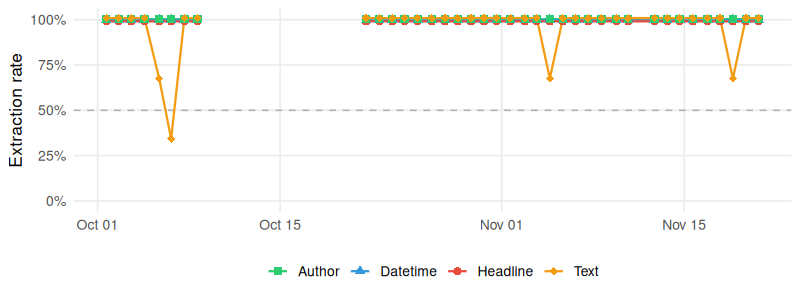 100%
75%
50%
25%
0%
Extraction rate
Oct 01
Oct 15
Nov 01
Nov 15
Author
Datetime
Headline
Text